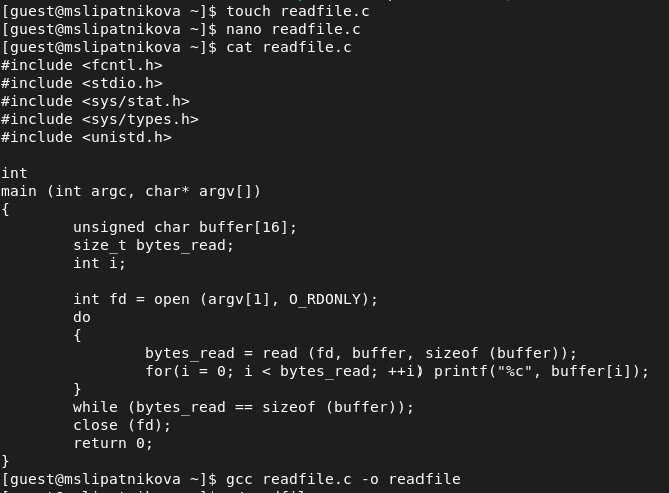 [guest@mslipatnikova ~]$ touch readfile.c
[guest@mslipatnikova ~]$ nano readfile.c
[guest@mslipatnikova ~]$ cat readfile.c
#include <fcntl.h>
#include <stdio.h>
#include <sys/stat.h>
#include <sys/types.h>
#include <unistd.h>

int
main (int argc, char* argv[])
{
        unsigned char buffer[16];
        size_t bytes_read;
        int i;

        int fd = open (argv[1], O_RDONLY);
        do
        {
                bytes_read = read (fd, buffer, sizeof (buffer));
                for(i = 0; i < bytes_read; ++i) printf("%c", buffer[i]);
        }
        while (bytes_read == sizeof (buffer));
        close (fd);
        return 0;
}
[guest@mslipatnikova ~]$ gcc readfile.c -o readfile